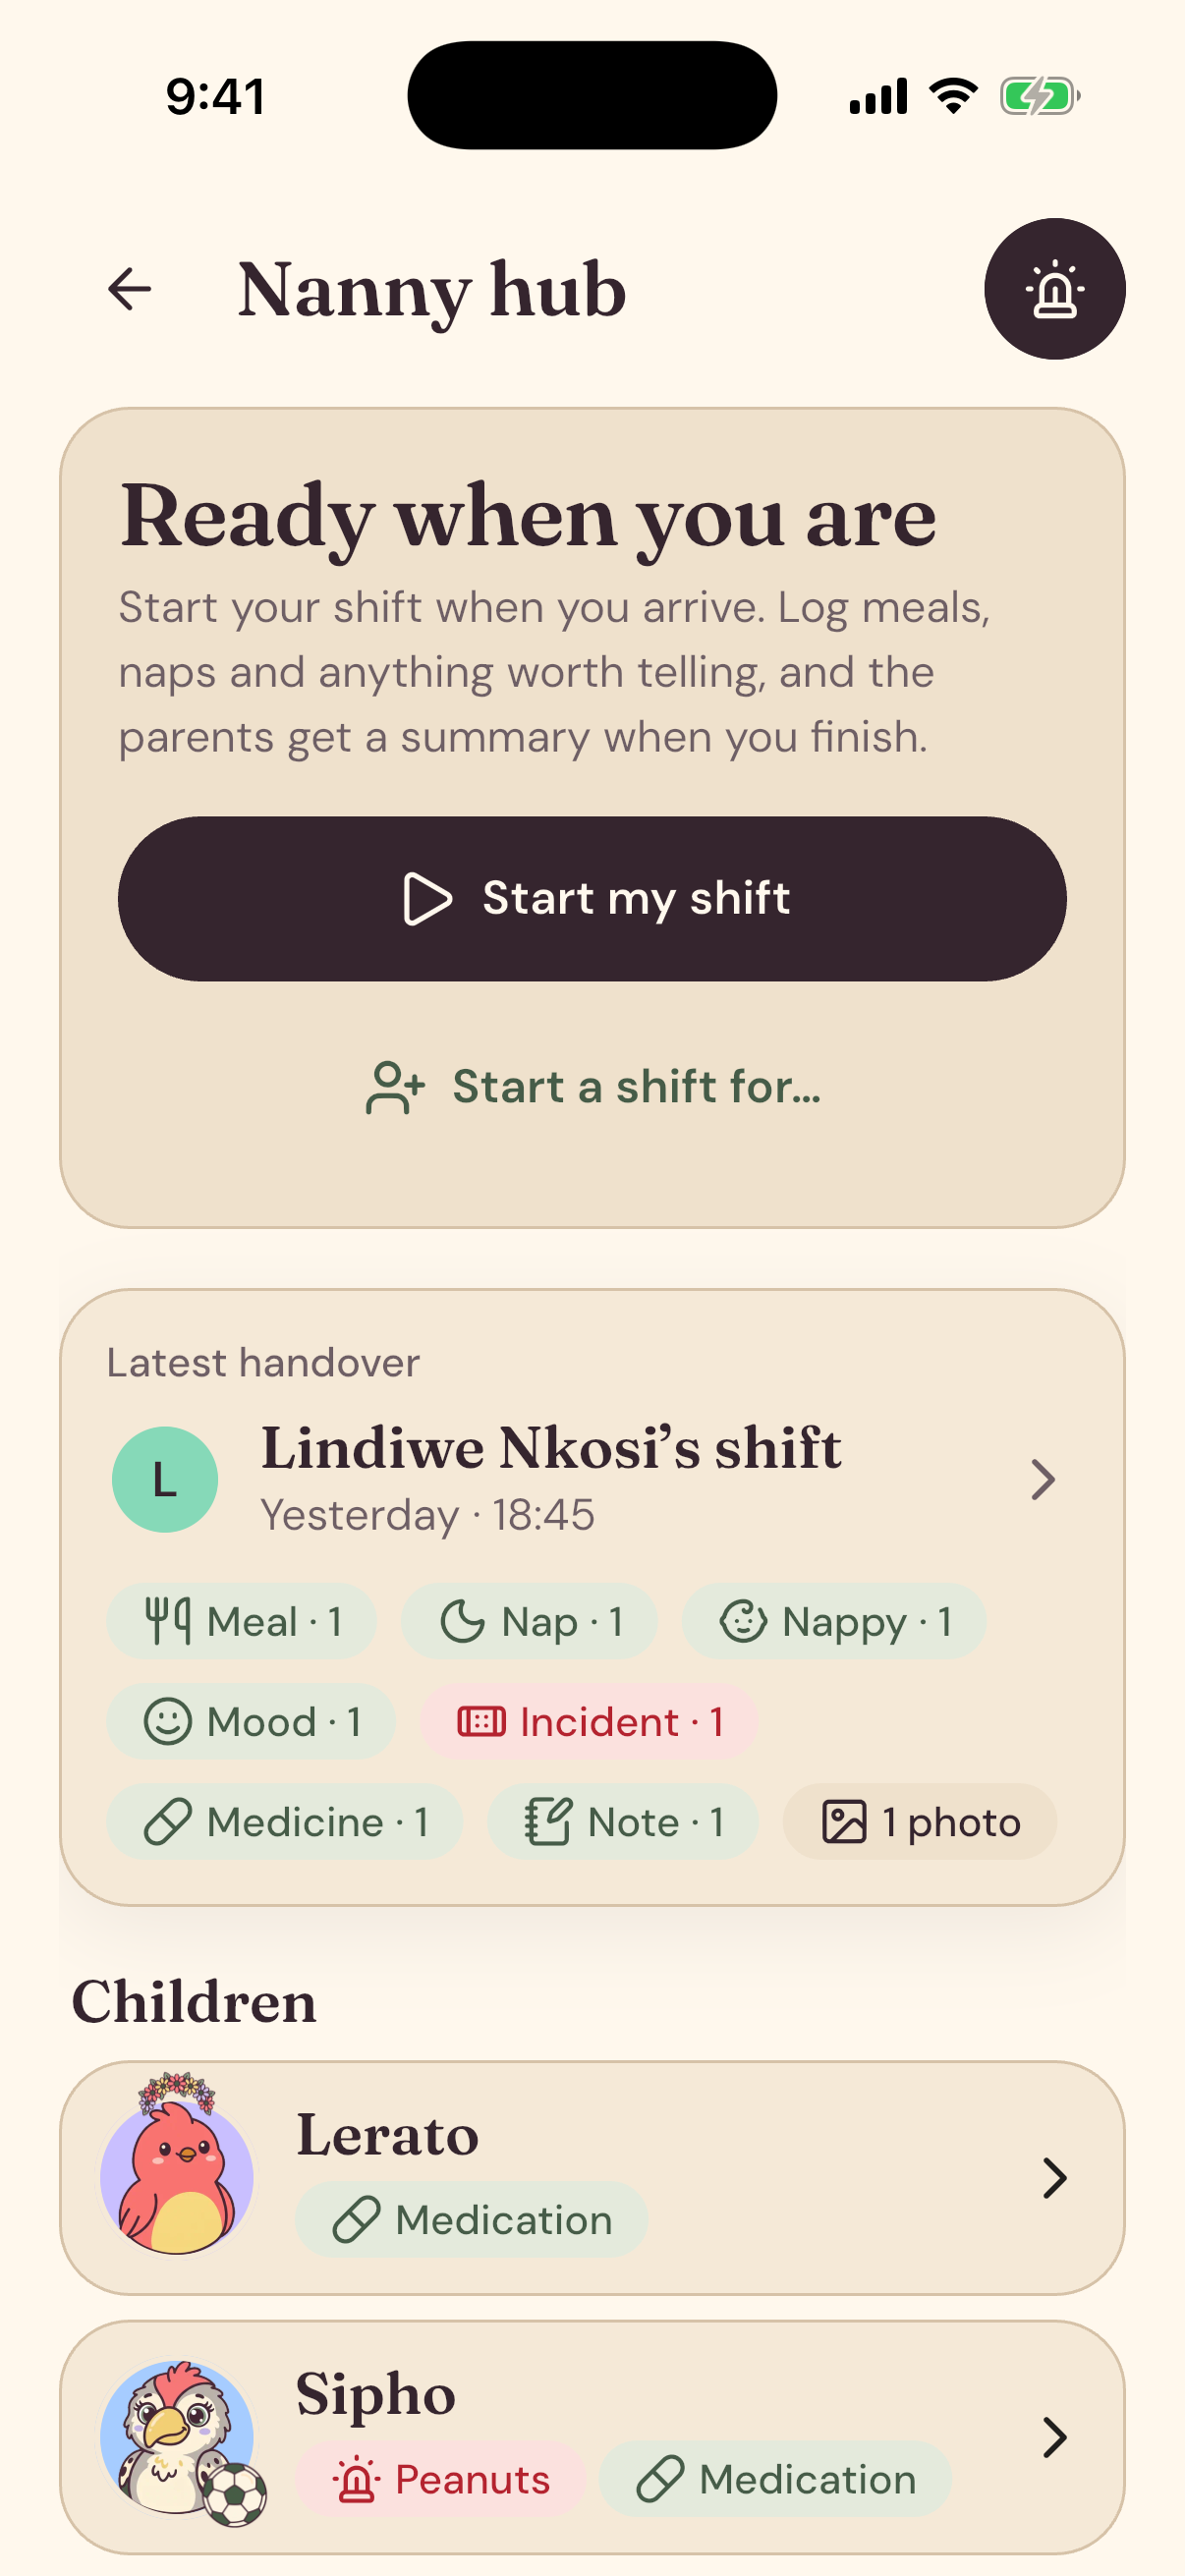 9:41
Nanny hub
Ready when you are
Start your shift when you arrive. Log meals,
naps and anything worth telling, and the
parents get a summary when you finish.
Start my shift
Start a shift for...
Latest handover
L
Lindiwe Nkosi’s shift
Yesterday · 18:45
Meal · 1 Nap · 1 Nappy · 1
Mood · 1 Incident · 1
Medicine · 1 Note · 1 1 photo
Children
Lerato
Medication
Sipho
Peanuts Medication